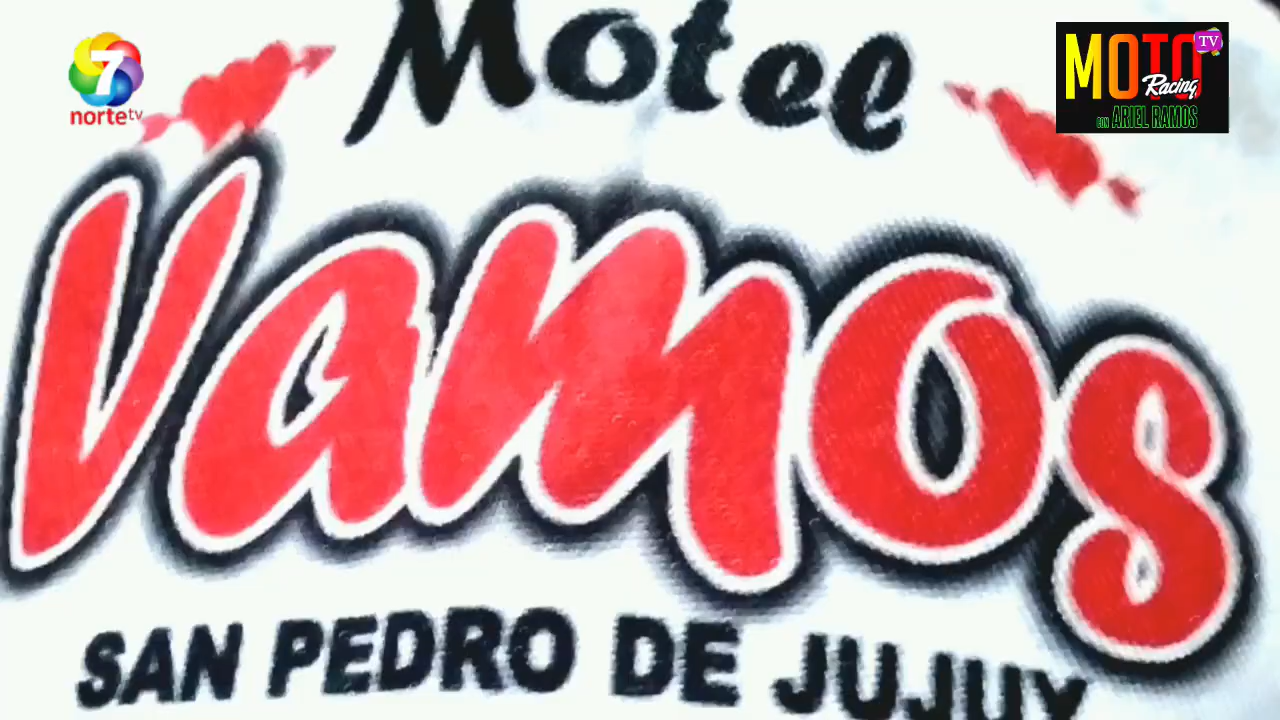 7
nortetv
MOTO TV
Racing
CON ARIEL RAMOS
Motel
Vamos
SAN PEDRO DE JUJUY